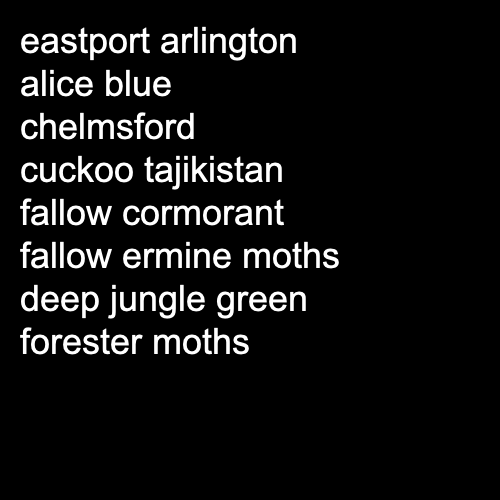 eastport arlington
alice blue
chelmsford
cuckoo tajikistan
fallow cormorant
fallow ermine moths
deep jungle green
forester moths